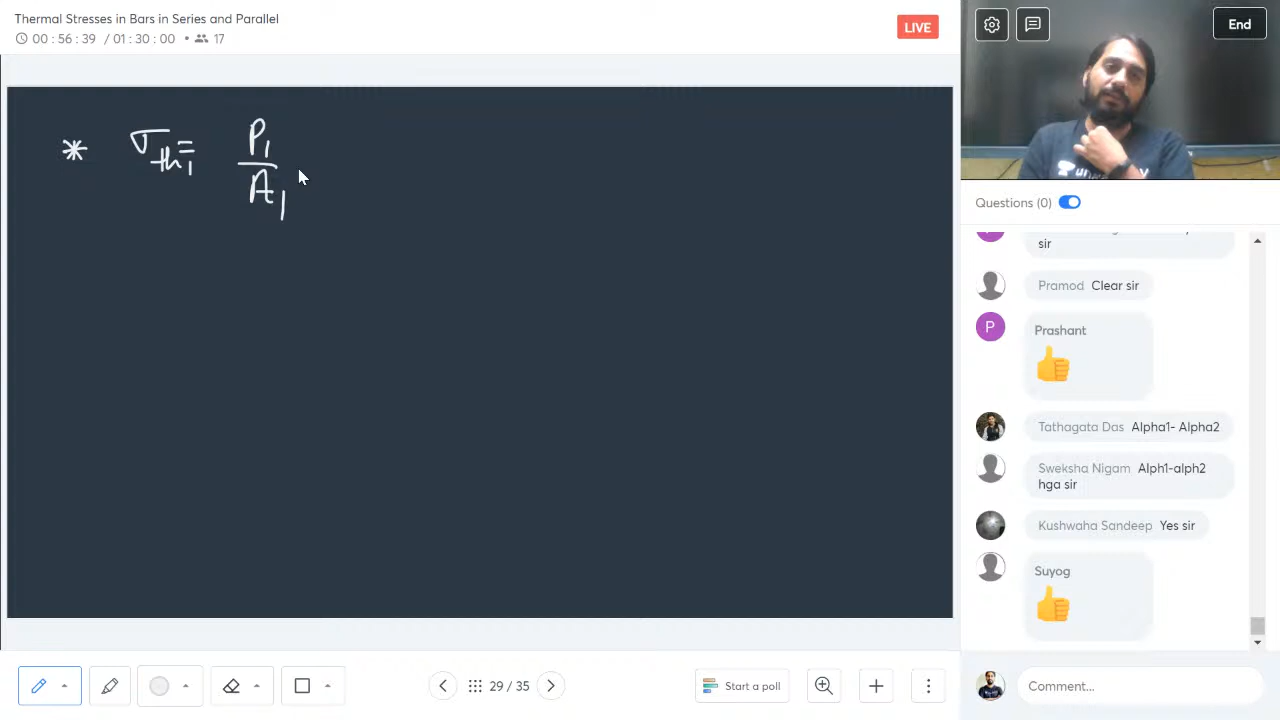 Thermal Stresses in Bars in Series and Parallel
00 : 56 : 39 / 01 : 30 : 00 • 17
LIVE
End
* σth1 = P1/A1
Questions (0)
sir
Pramod Clear sir
P
Prashant
Tathagata Das Alpha1- Alpha2
Sweksha Nigam Alph1-alph2
hga sir
Kushwaha Sandeep Yes sir
Suyog
29 / 35
Start a poll
Comment...